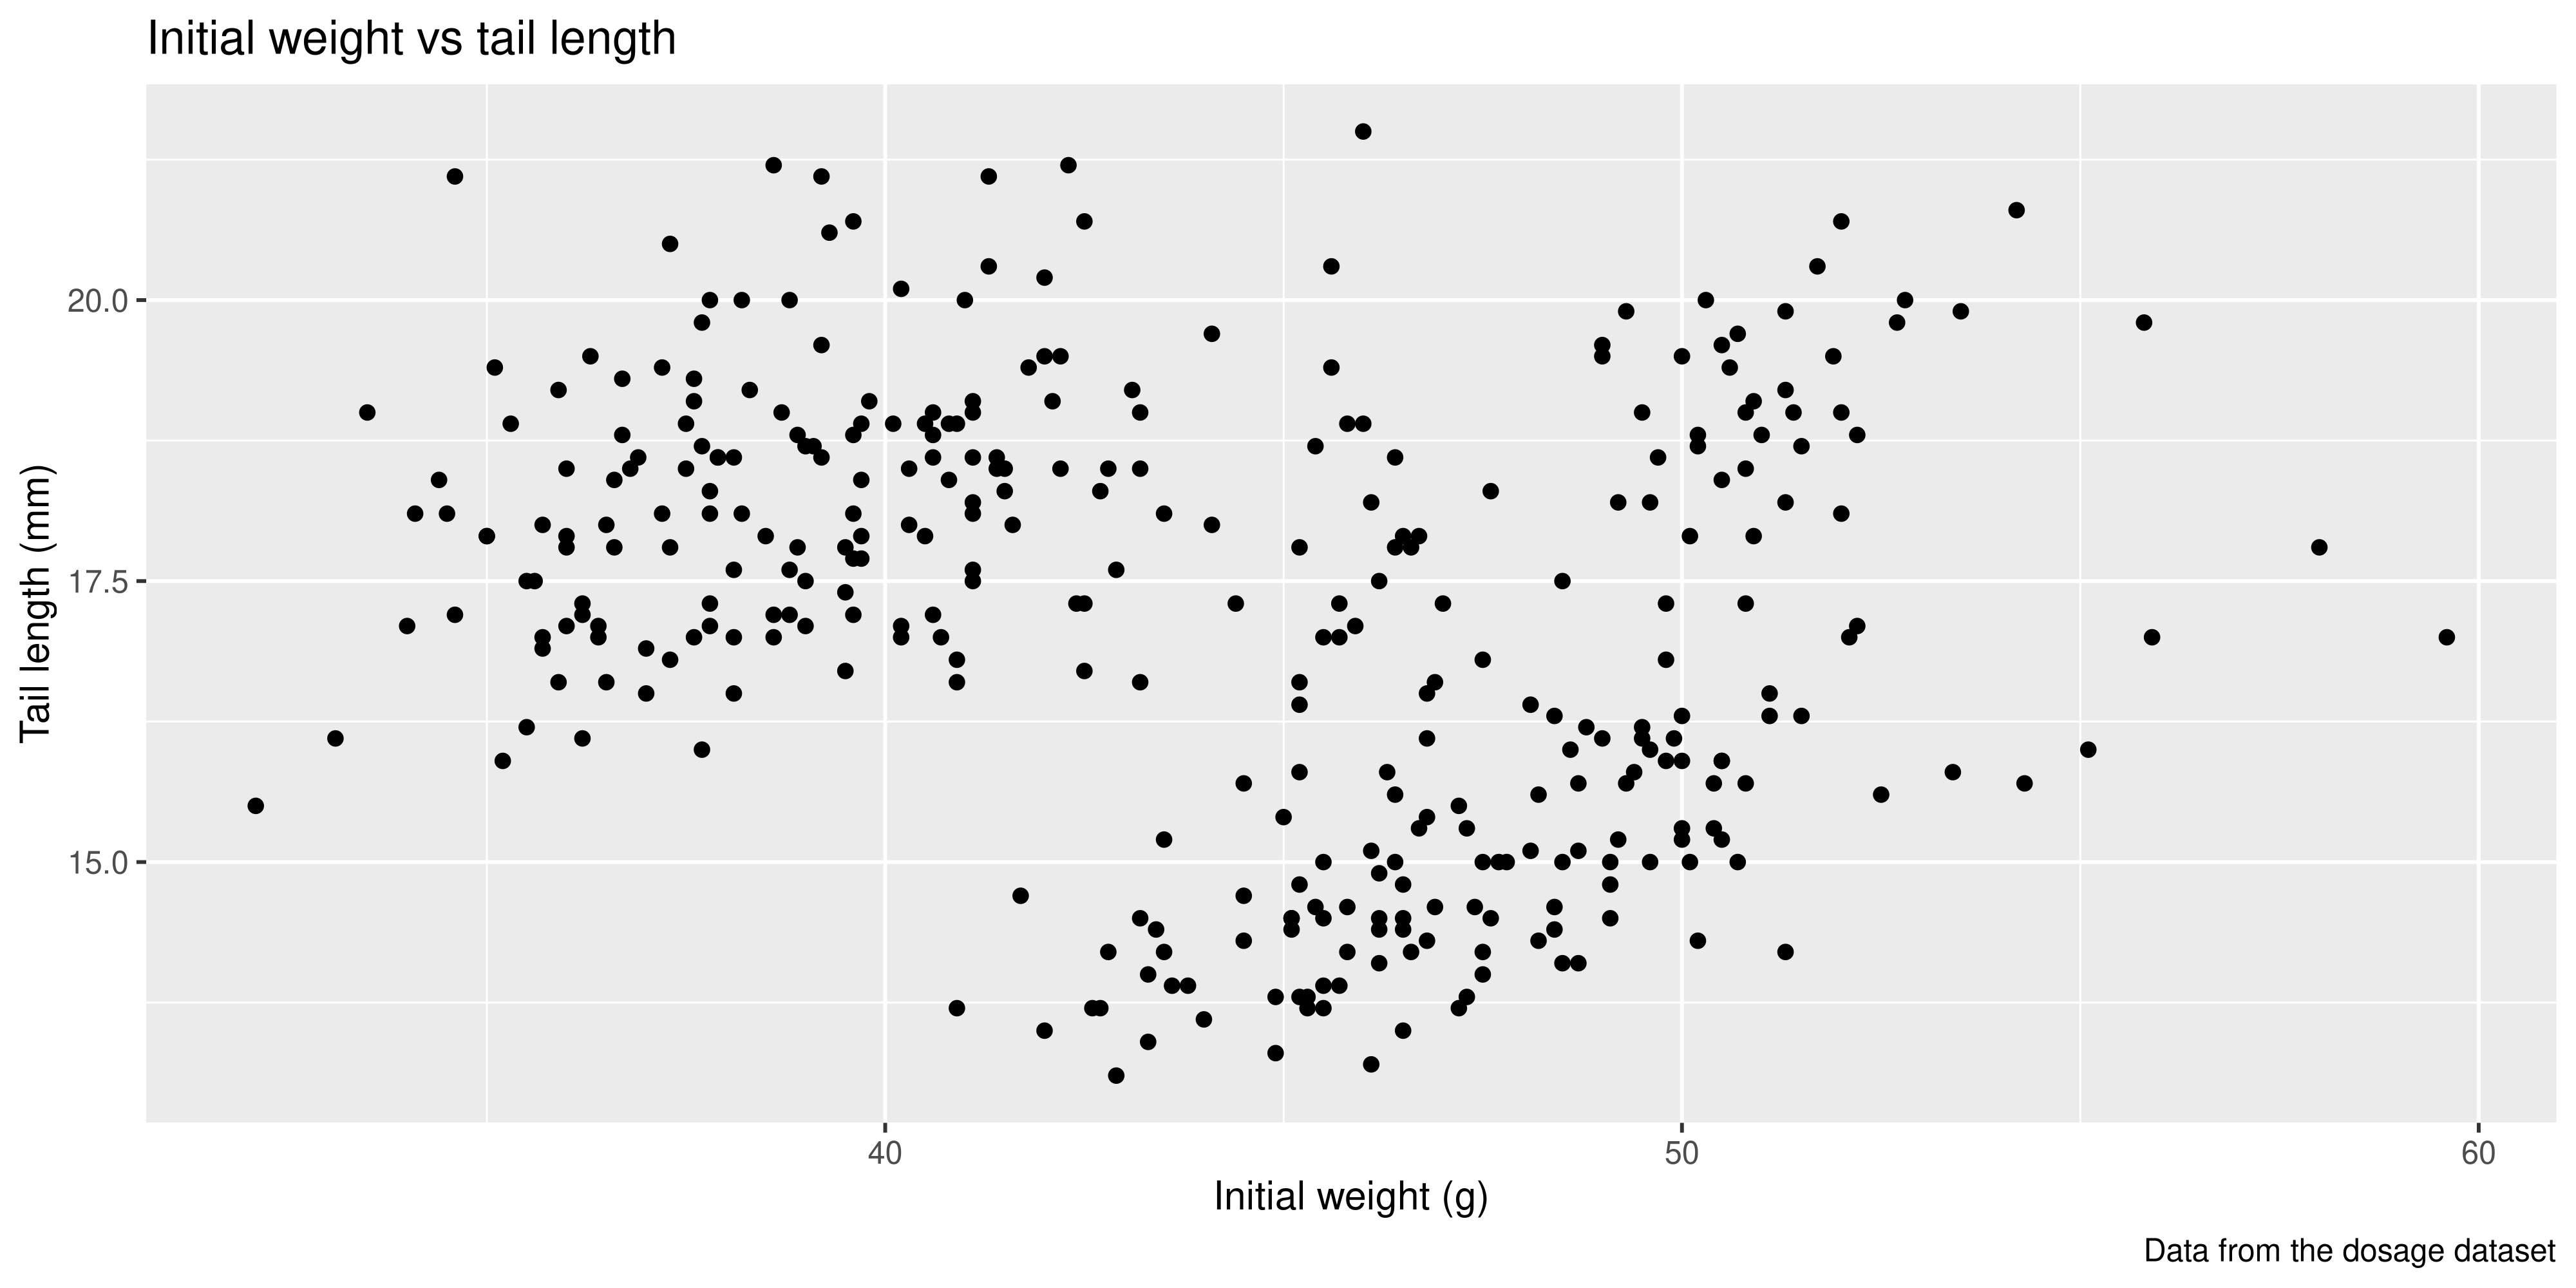 Initial weight vs tail length
20.0
17.5
15.0
Tail length (mm)
40
50
60
Initial weight (g)
Data from the dosage dataset